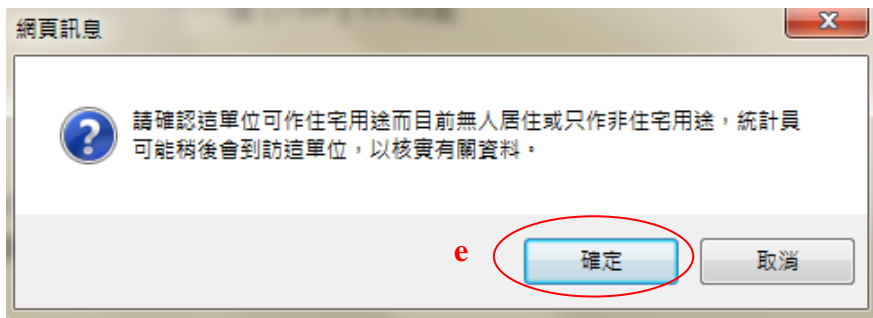 網頁訊息
請確認這單位可作住宅用途而目前無人居住或只作非住宅用途，統計員
可能稍後會到訪這單位，以核實有關資料。
e
確定
取消